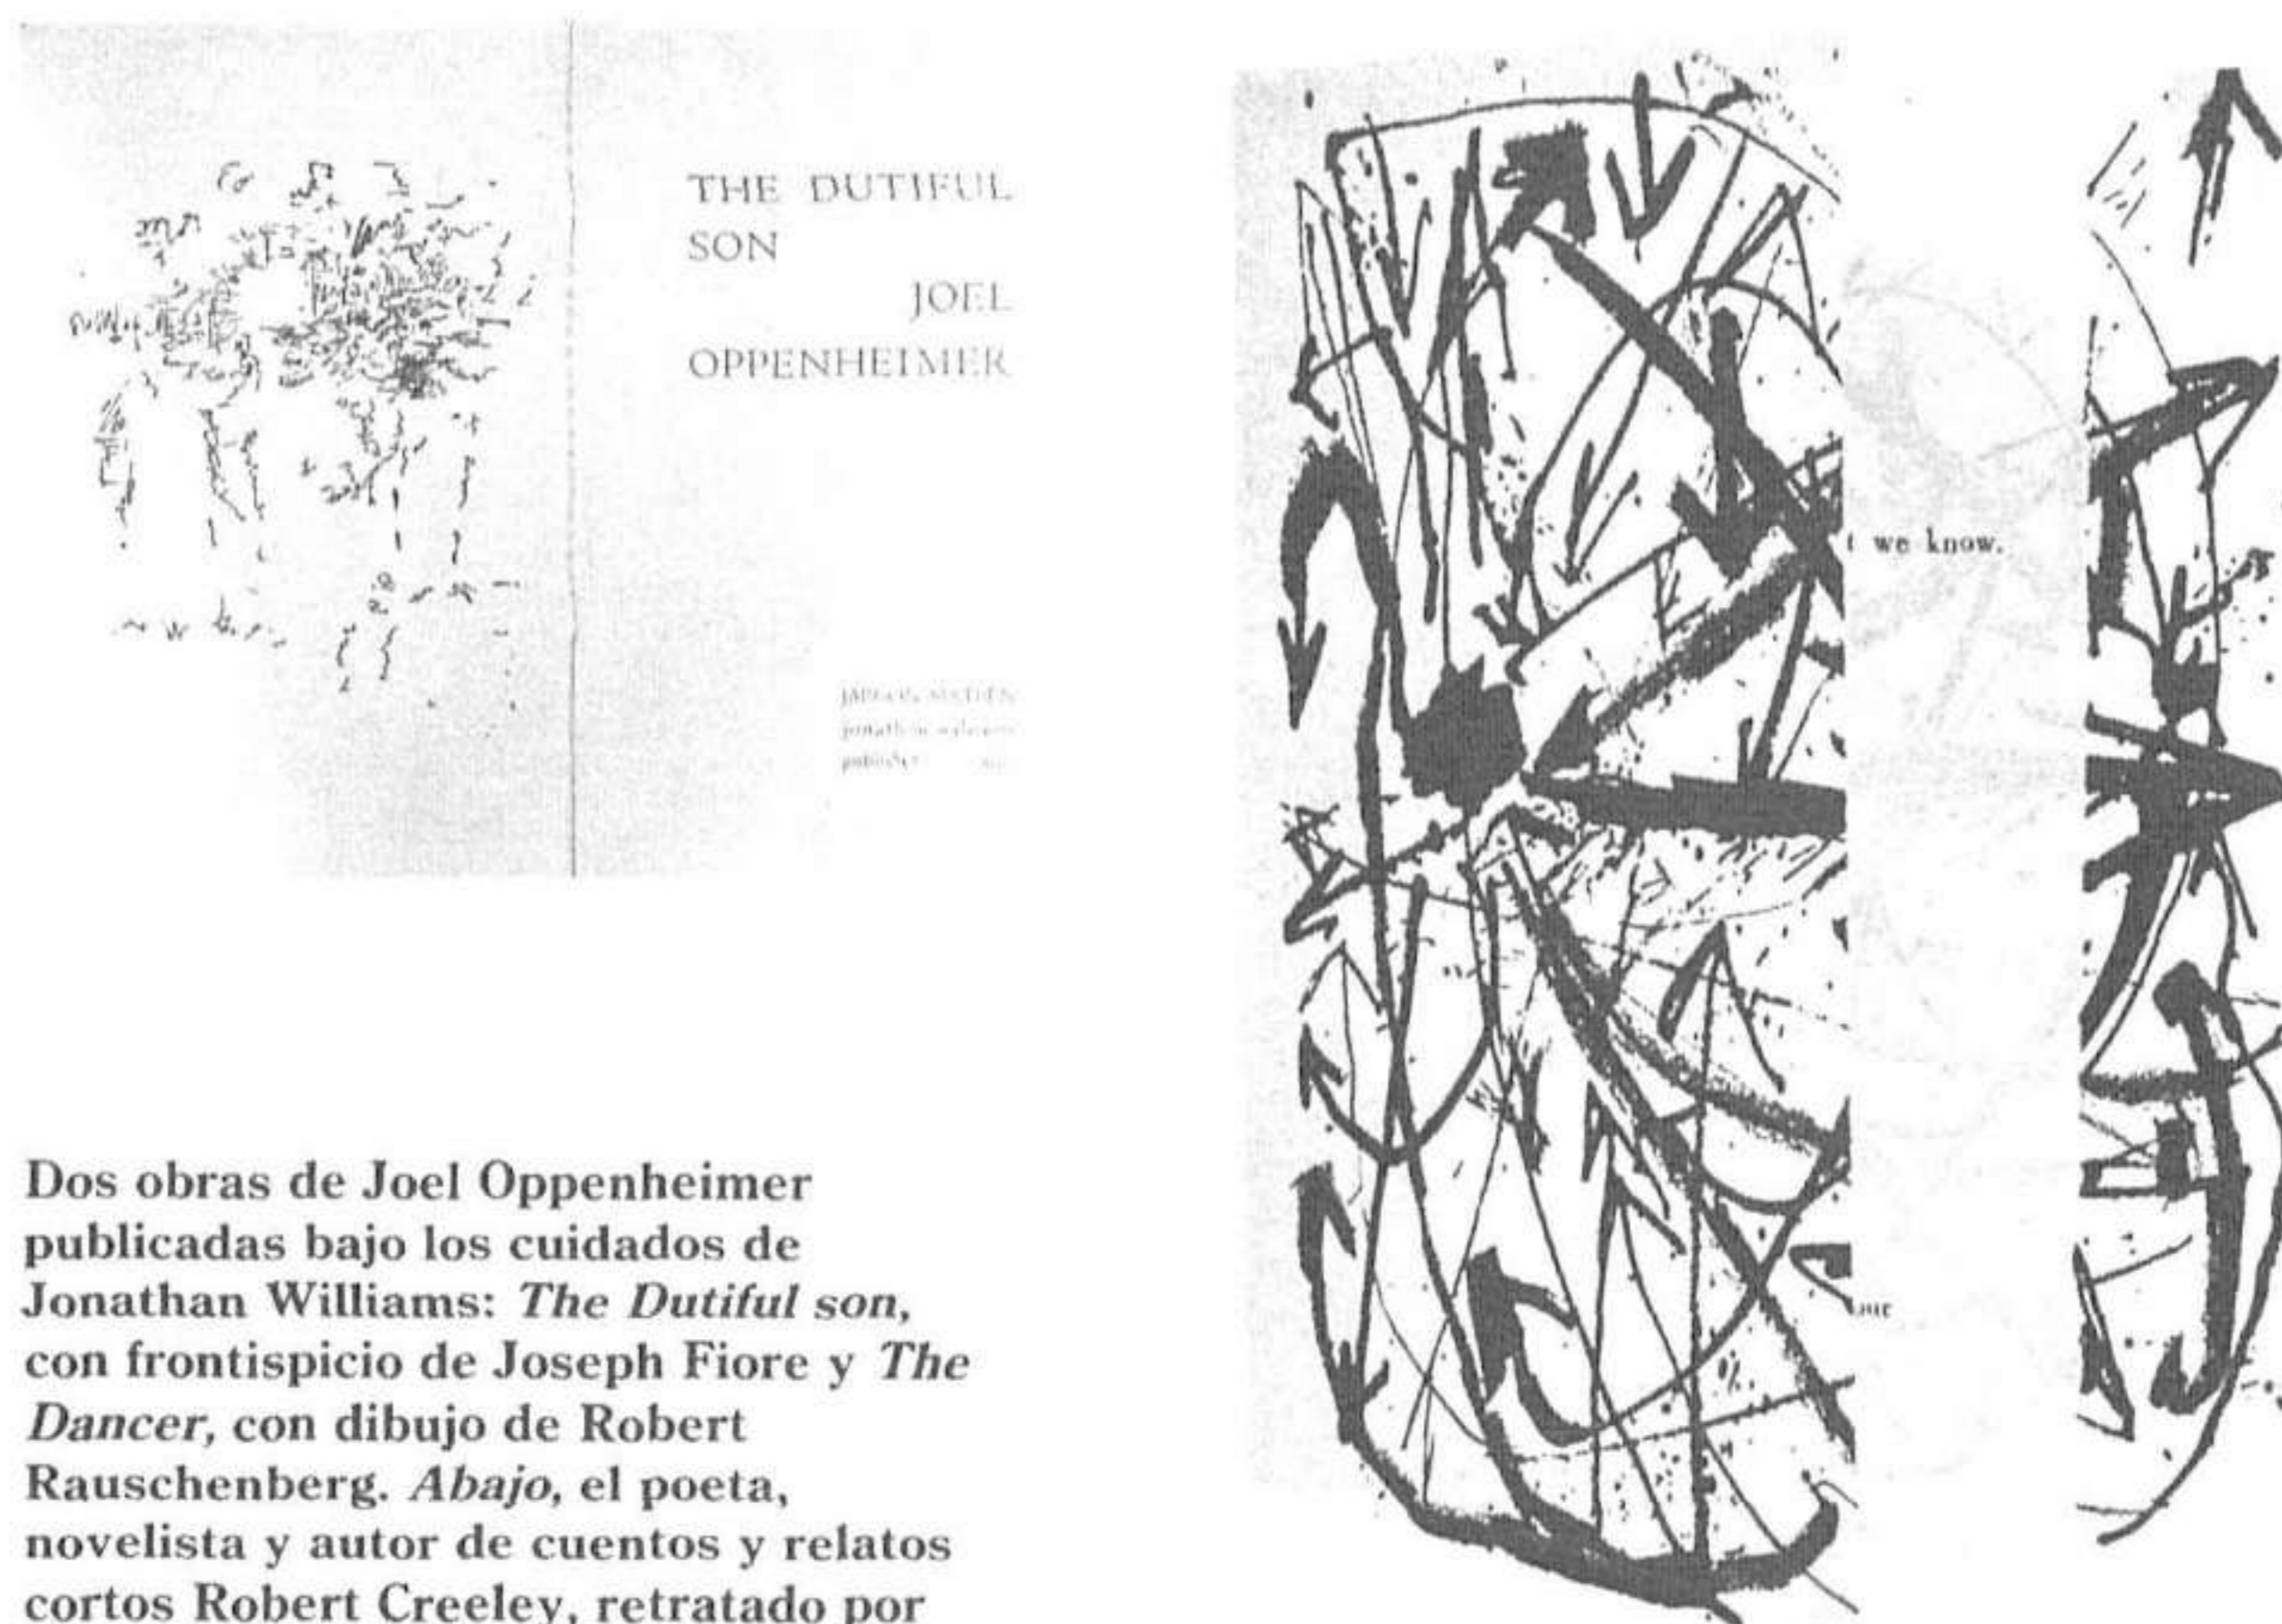 THE DUTIFUL
SON
JOEL
OPPENHEIMER
we know.
Dos obras de Joel Oppenheimer
publicadas bajo los cuidados de
Jonathan Williams: The Dutiful son,
con frontispicio de Joseph Fiore y The
Dancer, con dibujo de Robert
Rauschenberg. Abajo, el poeta,
novelista y autor de cuentos y relatos
cortos Robert Creeley, retratado por